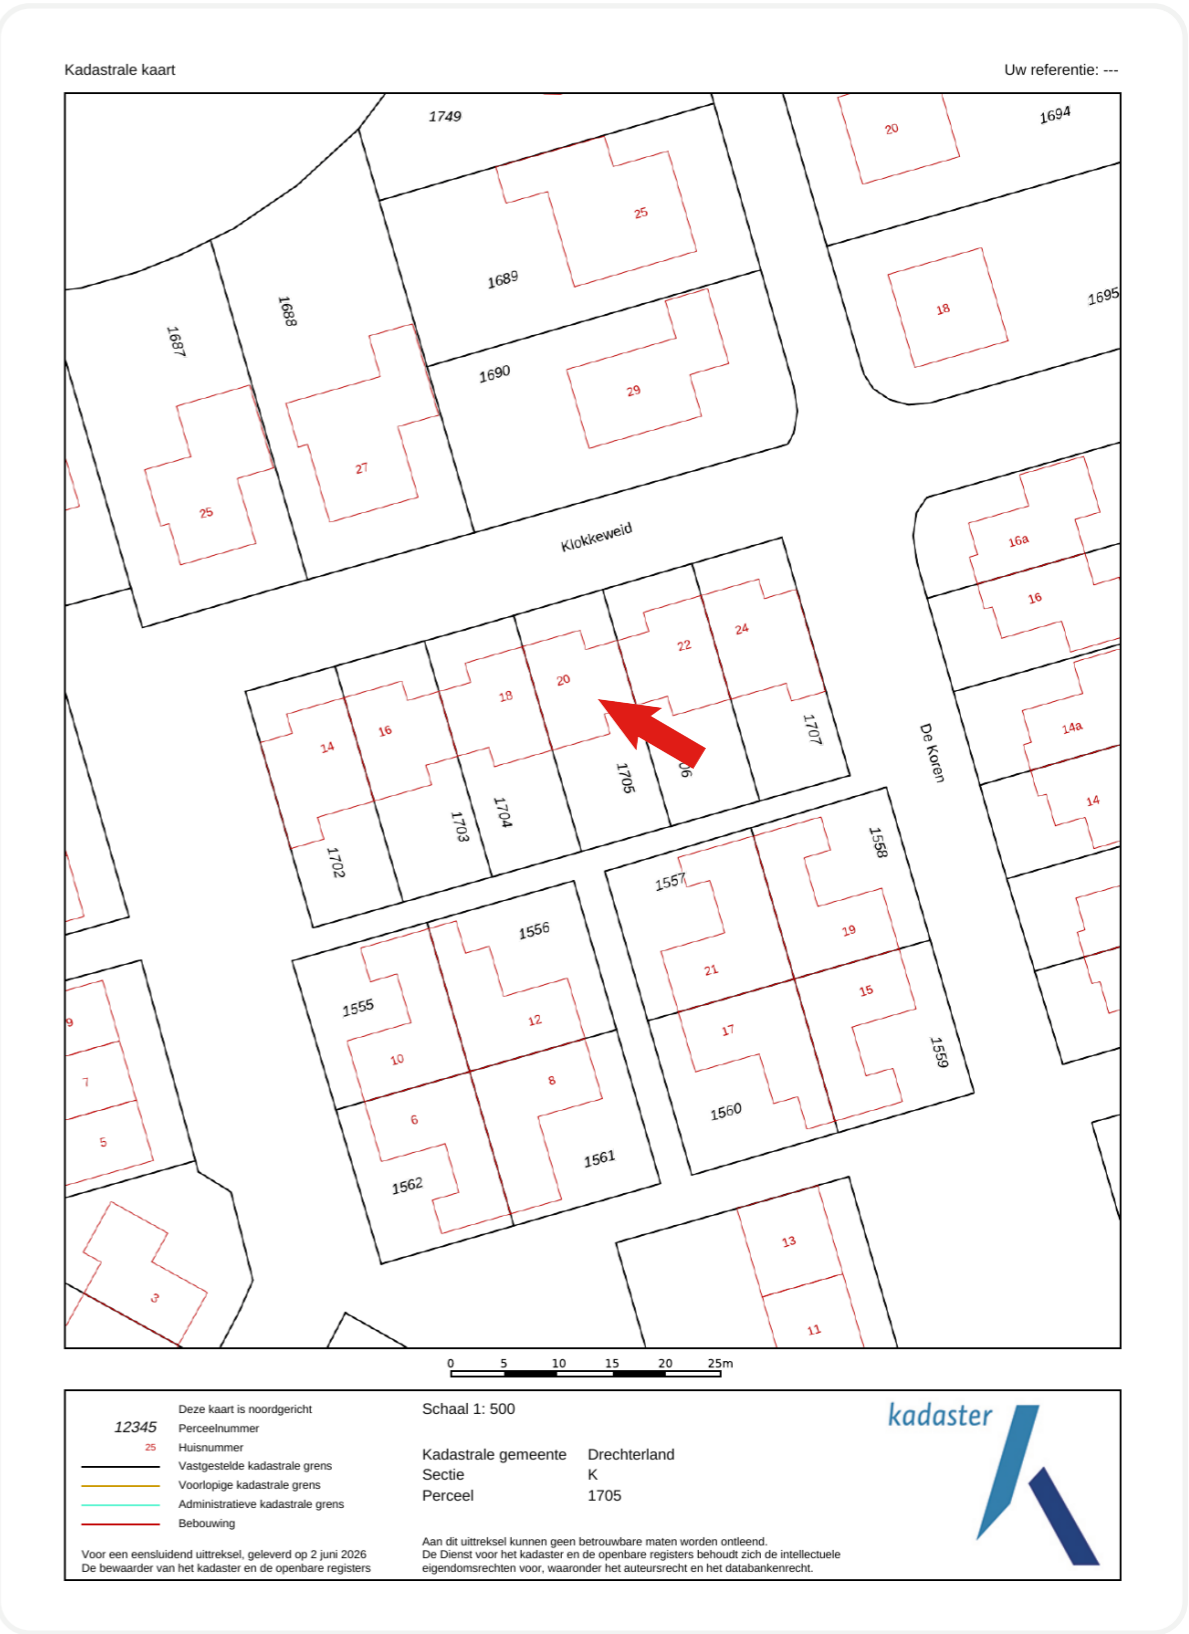 Kadastrale kaart
Uw referentie: ---
1749
1694
20
25
1689
1688
1687
18
1695
1690
29
27
25
Klokkeweid
16a
16
24
22
20
18
16
14
14a
14
De Koren
1707
06
1705
1704
1703
1702
1558
1557
1556
19
21
15
17
1555
12
10
8
6
1559
1560
1561
1562
9
7
5
3
13
11
0 5 10 15 20 25m
Deze kaart is noordgericht
12345 Perceelnummer
25 Huisnummer
Vastgestelde kadastrale grens
Voorlopige kadastrale grens
Administratieve kadastrale grens
Bebouwing
Voor een eensluidend uittreksel, geleverd op 2 juni 2026
De bewaarder van het kadaster en de openbare registers
Schaal 1: 500
Kadastrale gemeente Drechterland
Sectie K
Perceel 1705
Aan dit uittreksel kunnen geen betrouwbare maten worden ontleend.
De Dienst voor het kadaster en de openbare registers behoudt zich de intellectuele
eigendomsrechten voor, waaronder het auteursrecht en het databankenrecht.
kadaster